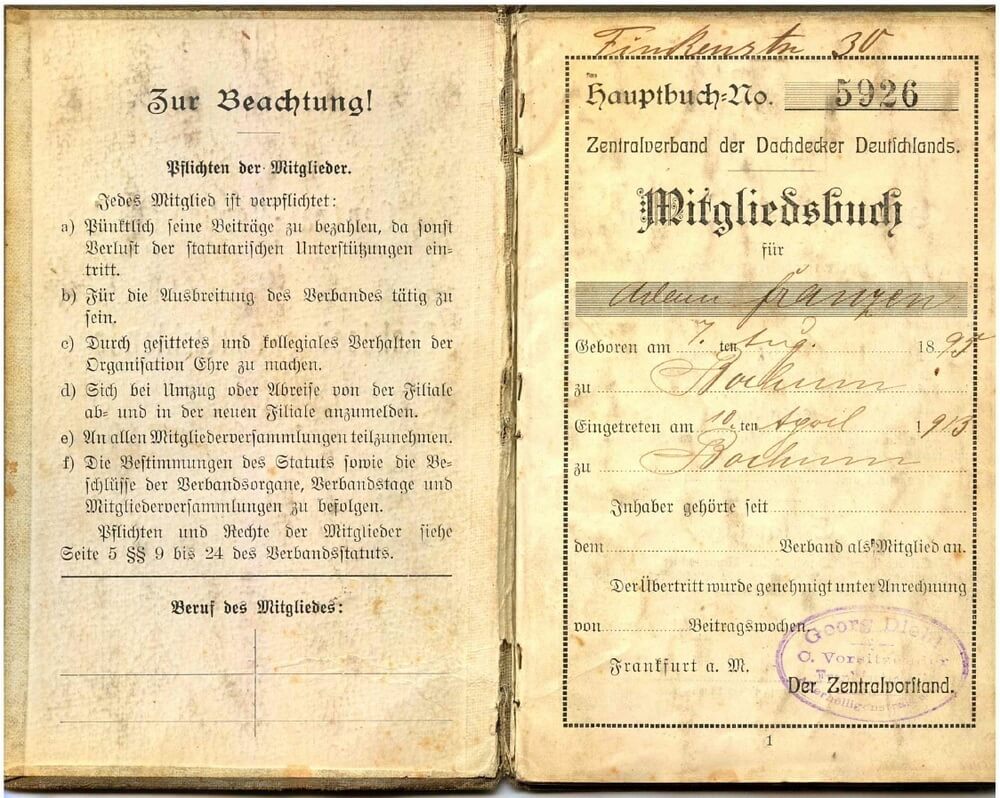 Zur Beachtung!
Pflichten der Mitglieder.
Jedes Mitglied ist verpflichtet:
a) Pünktlich seine Beiträge zu bezahlen, da sonst
Verlust der statutarischen Unterstützungen ein-
tritt.
b) Für die Ausbreitung des Verbandes tätig zu
sein.
c) Durch gesittetes und kollegiales Verhalten der
Organisation Ehre zu machen.
d) Sich bei Umzug oder Abreise von der Filiale
ab- und in der neuen Filiale anzumelden.
e) An allen Mitgliederversammlungen teilzunehmen.
f) Die Bestimmungen des Statuts sowie die Be-
schlüsse der Verbandsorgane, Verbandstage und
Mitgliederversammlungen zu befolgen.
Pflichten und Rechte der Mitglieder siehe
Seite 5 §§ 9 bis 24 des Verbandsstatuts.
Beruf des Mitgliedes:
Finkenstr 30
Hauptbuch-No. 5926
Zentralverband der Dachdecker Deutschlands.
Mitgliedsbuch
für
Adam Franzen
Geboren am 7. ten Aug. 1895
zu Bochum
Eingetreten am 10. ten April 1913
zu Bochum
Inhaber gehörte seit
dem Verband als Mitglied an.
Der Übertritt wurde genehmigt unter Anrechnung
von Beitragswochen.
Georg Diehl
C. Vorsitzender
Frankfurt a. M.
Der Zentralvorstand.
1